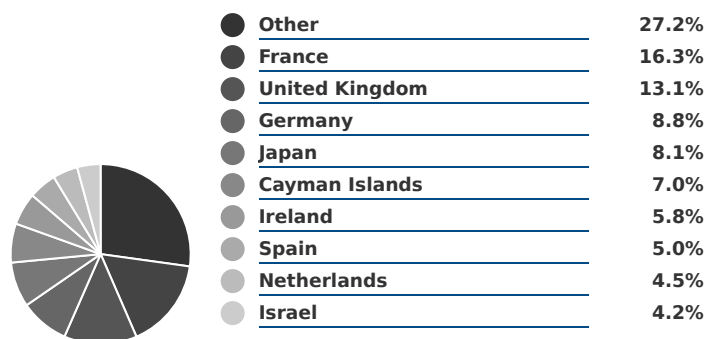 Other 27.2%
France 16.3%
United Kingdom 13.1%
Germany 8.8%
Japan 8.1%
Cayman Islands 7.0%
Ireland 5.8%
Spain 5.0%
Netherlands 4.5%
Israel 4.2%